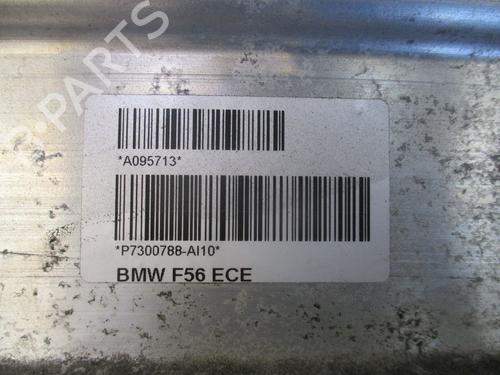 B-PARTS
*A095713*
*P7300788-AI10*
BMW F56 ECE